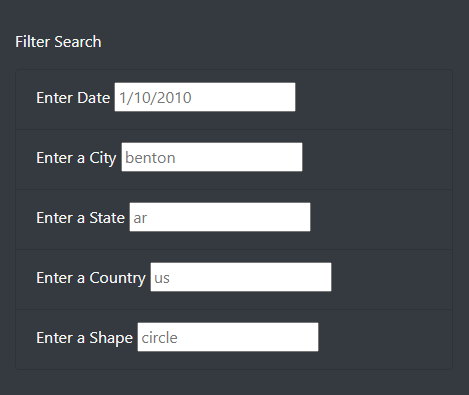 Filter Search
Enter Date 1/10/2010
Enter a City benton
Enter a State ar
Enter a Country us
Enter a Shape circle